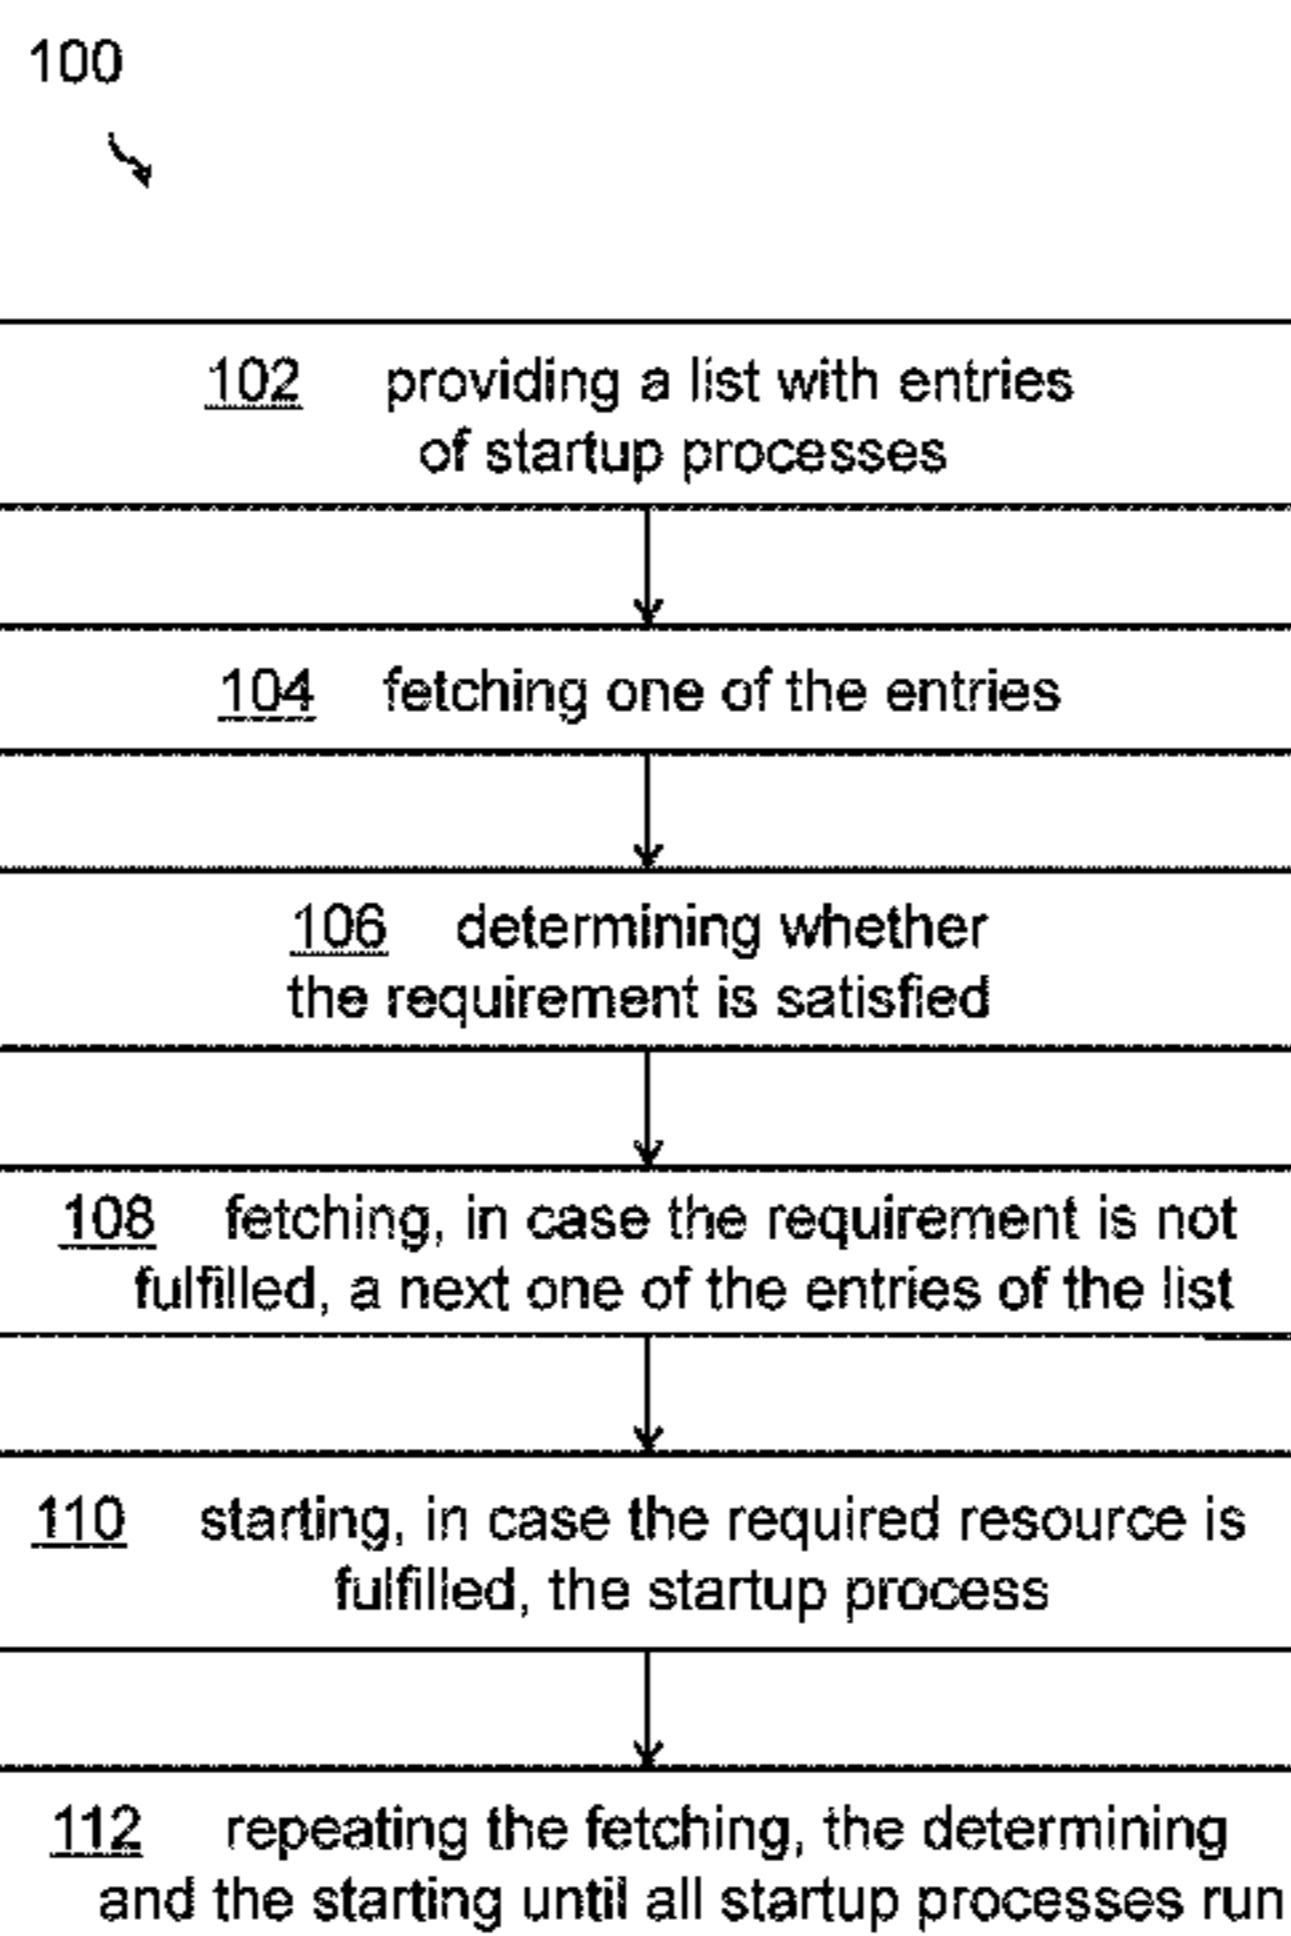 100
102 providing a list with entries
of startup processes
104 fetching one of the entries
106 determining whether
the requirement is satisfied
108 fetching, in case the requirement is not
fulfilled, a next one of the entries of the list
110 starting, in case the required resource is
fulfilled, the startup process
112 repeating the fetching, the determining
and the starting until all startup processes run